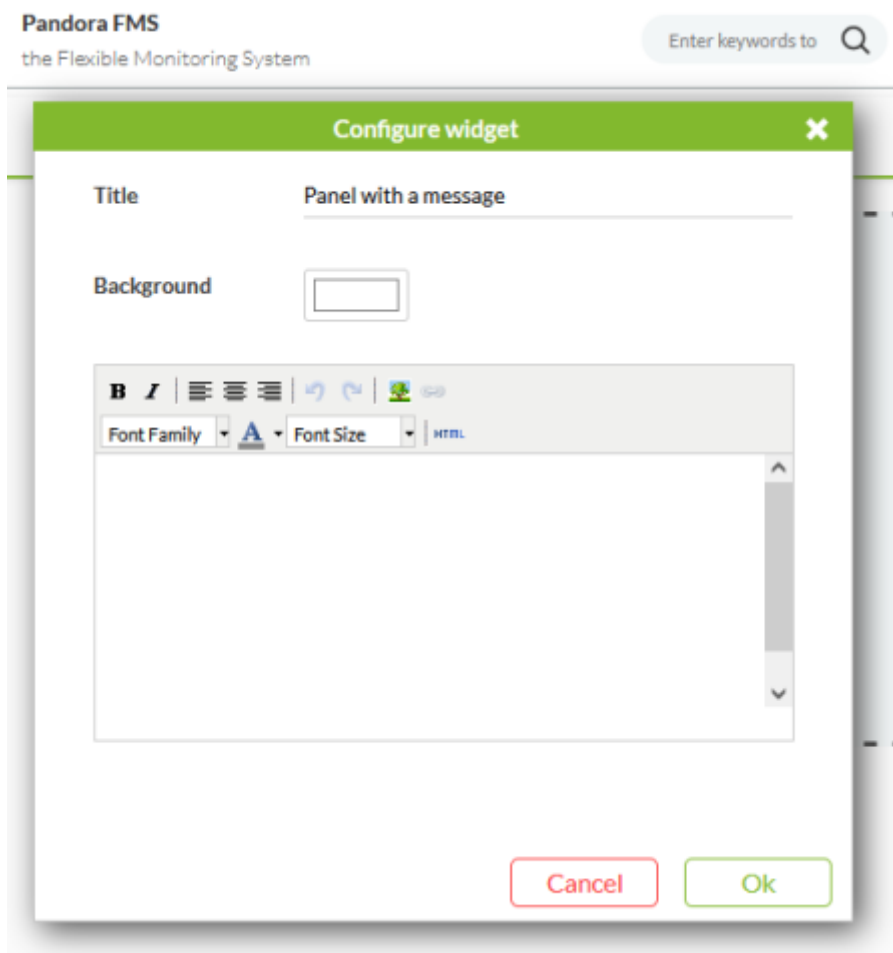 Pandora FMS
the Flexible Monitoring System
Enter keywords to
Configure widget
Title
Panel with a message
Background
B I
Font Family
A
Font Size
HTML
Cancel
Ok